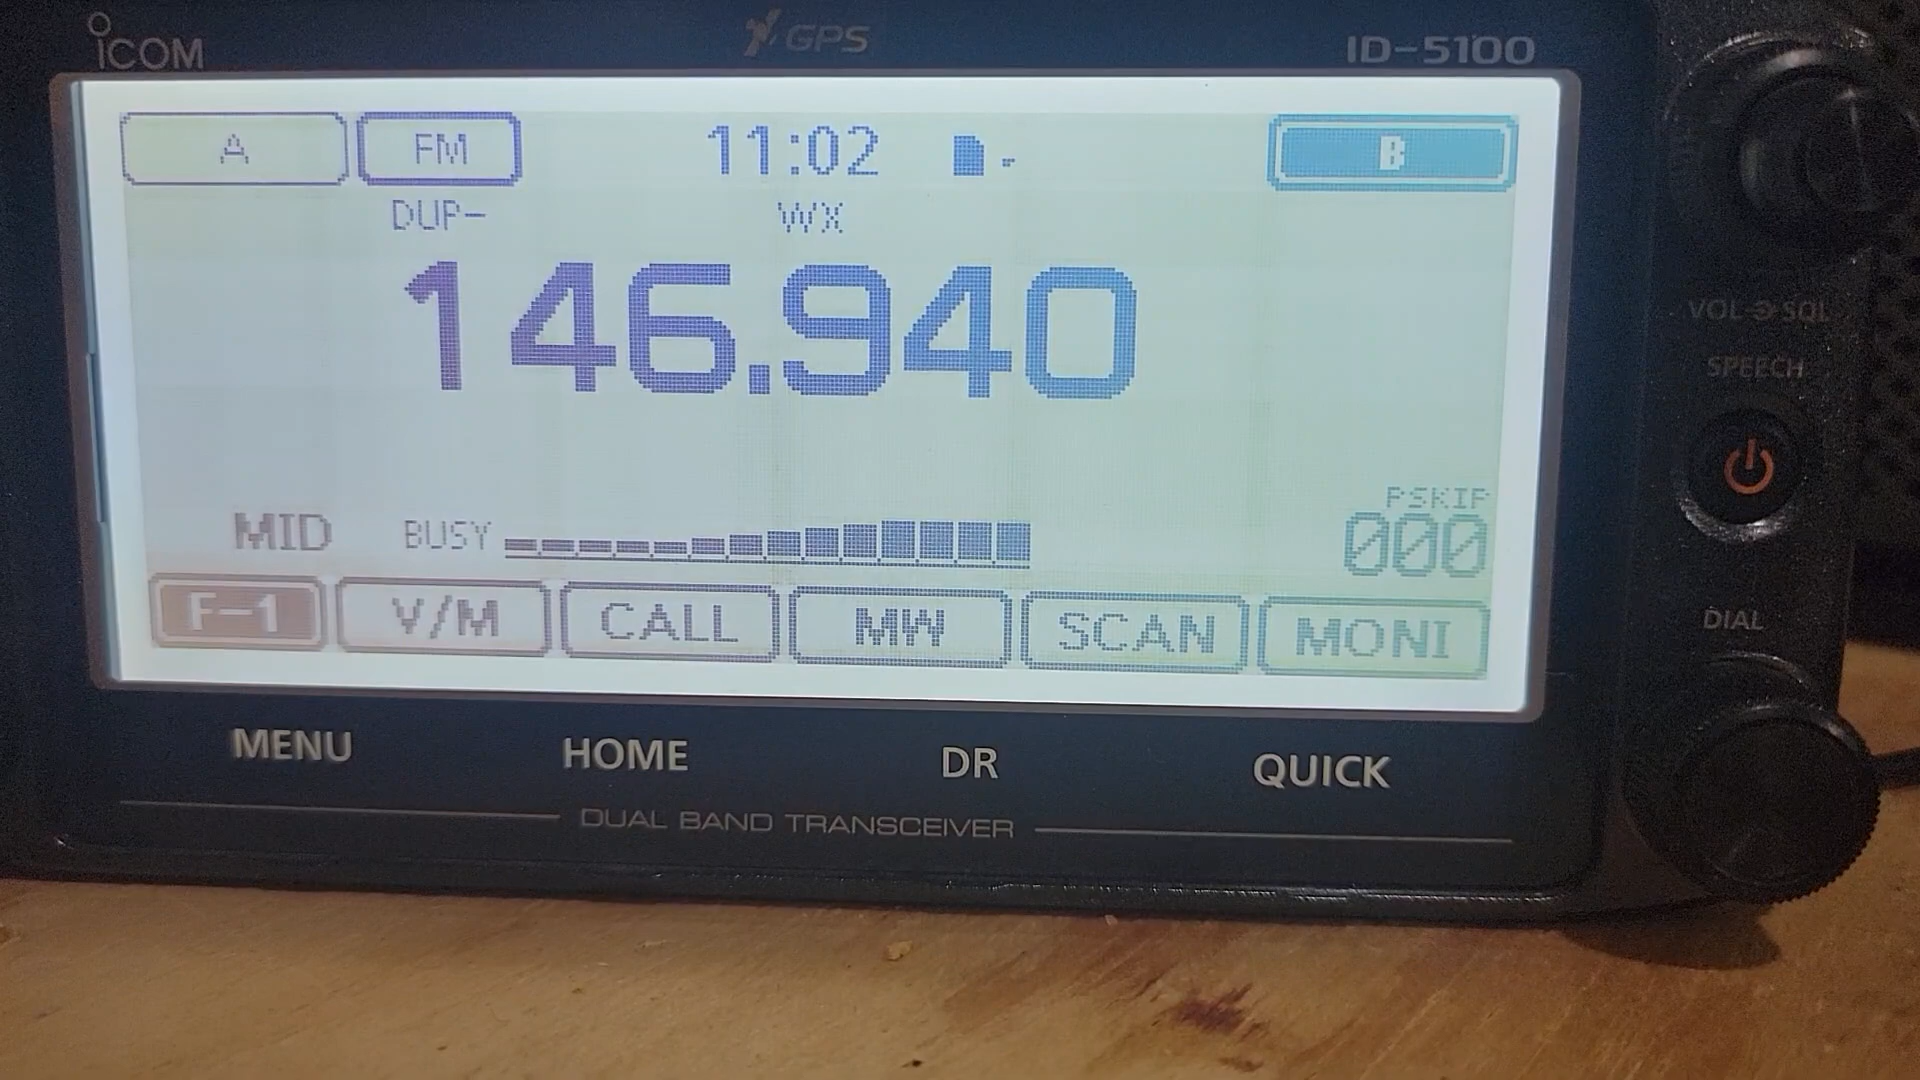 ICOM GPS ID-5100
A FM 11:02 B
DUP- WX
146.940
PSKIP
MID BUSY 000
F-1 V/M CALL MW SCAN MONI
MENU HOME DR QUICK
DUAL BAND TRANSCEIVER
VOL SQL
SPEECH
DIAL